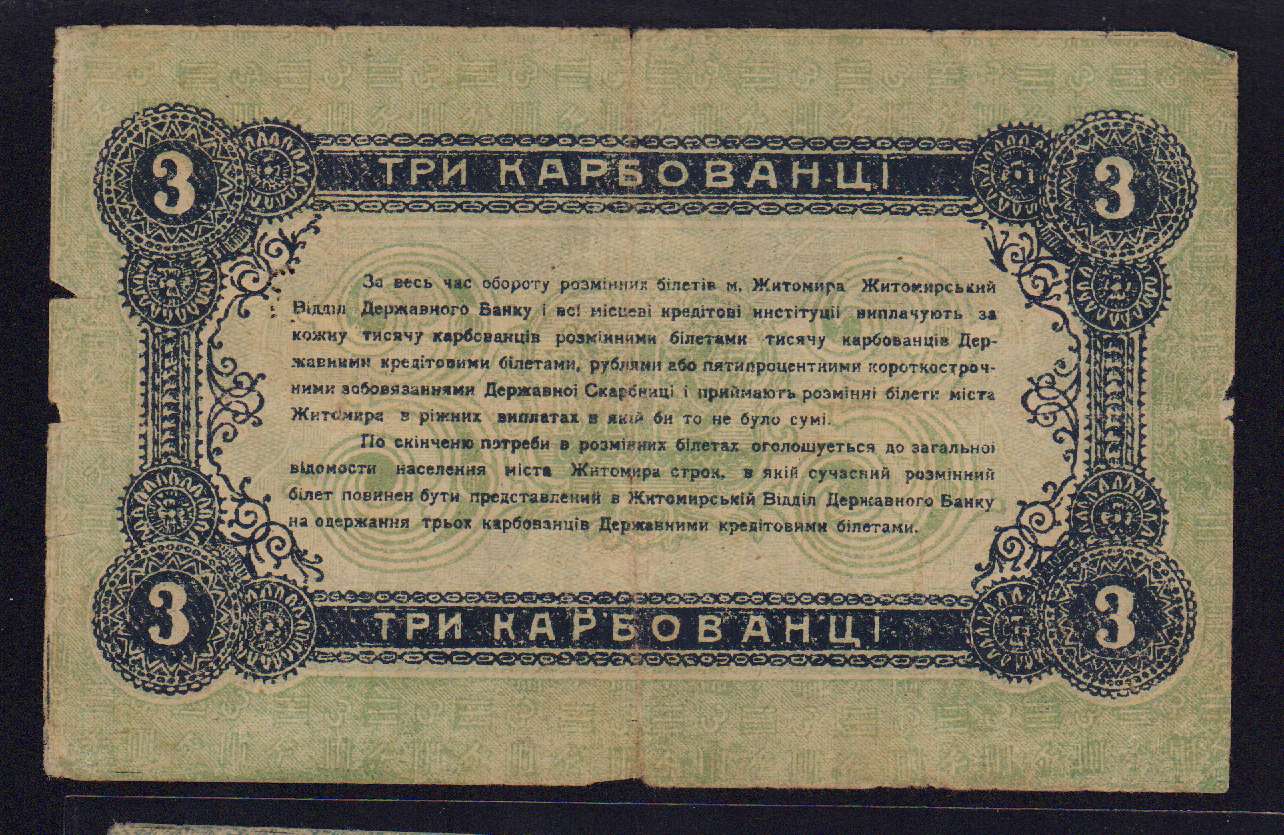 3 ТРИ КАРБОВАНЦІ 3
За весь час обороту розмінних білетів м. Житомира Житомирський
Відділ Державного Банку і всі місцеві кредітові институції виплачують за
кожну тисячу карбованців розмінними білетами тисячу карбованців Дер-
жавними кредітовими білетами, рублями або пятипроцентними короткостроч-
ними зобовязаннями Державної Скарбниці і приймають розмінні білети міста
Житомира в ріжних виплатах в якій би то не було сумі.
По скінченю потреби в розмінних білетах оголошується до загальної
відомости населення міста Житомира строк, в якій сучасний розмінний
білет повинен бути представлений в Житомирській Відділ Державного Банку
на одержання трьох карбованців Державними кредітовими білетами.
3 ТРИ КАРБОВАНЦІ 3